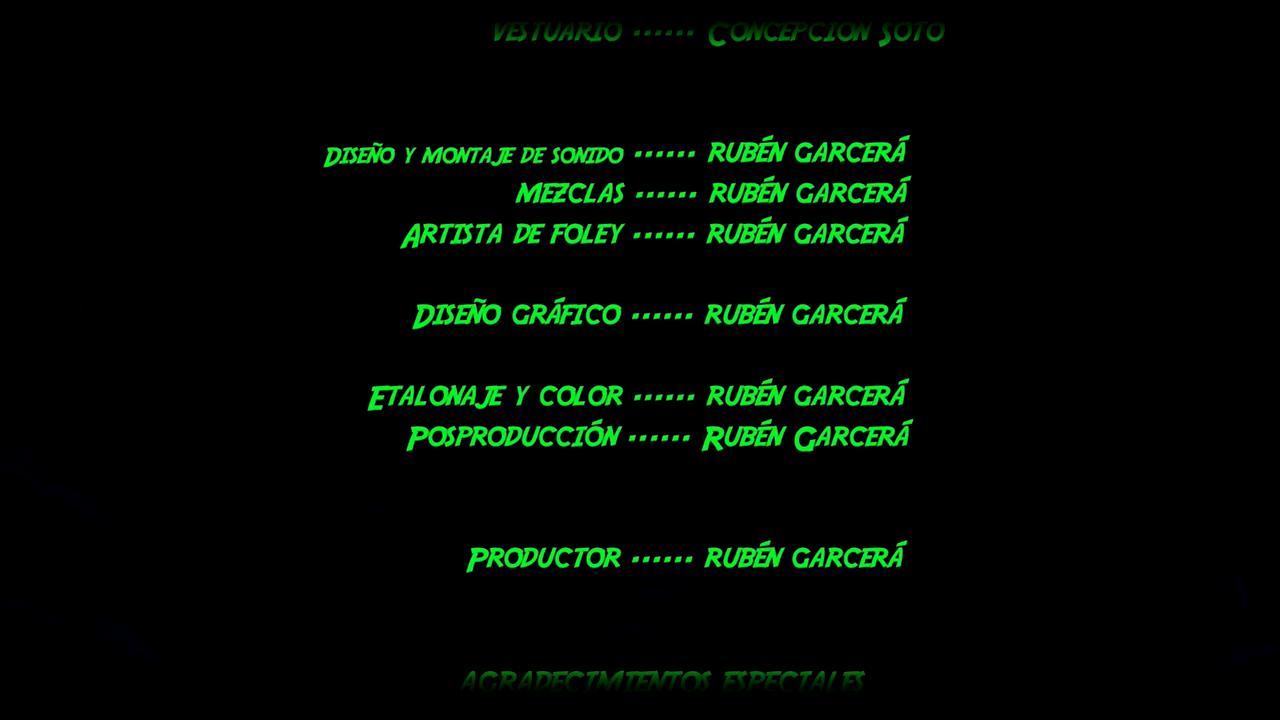 Vestuario ...... Concepcion Soto
Diseño y montaje de sonido ...... Rubén Garcerá
Mezclas ...... Rubén Garcerá
Artista de foley ...... Rubén Garcerá
Diseño gráfico ...... Rubén Garcerá
Etalonaje y color ...... Rubén Garcerá
Posproducción ...... Rubén Garcerá
Productor ...... Rubén Garcerá
Agradecimientos especiales